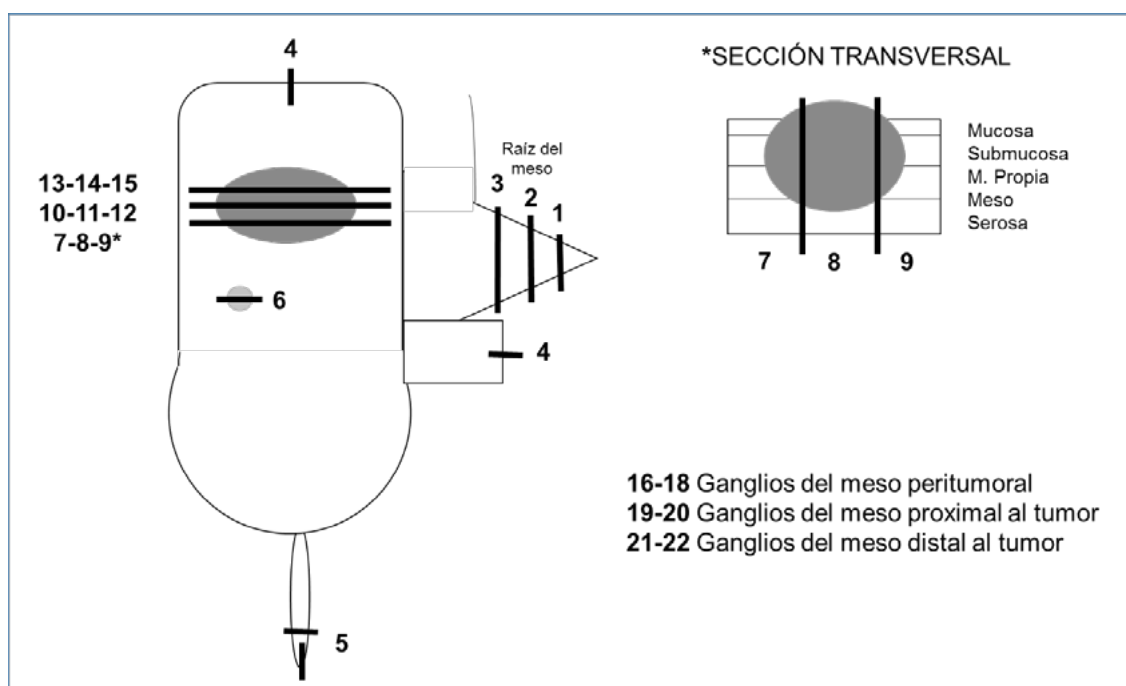 4
*SECCIÓN TRANSVERSAL
Mucosa
Submucosa
M. Propia
Meso
Serosa
7 8 9
Raíz del
meso
3 2 1
13-14-15
10-11-12
7-8-9*
6
4
5
16-18 Ganglios del meso peritumoral
19-20 Ganglios del meso proximal al tumor
21-22 Ganglios del meso distal al tumor